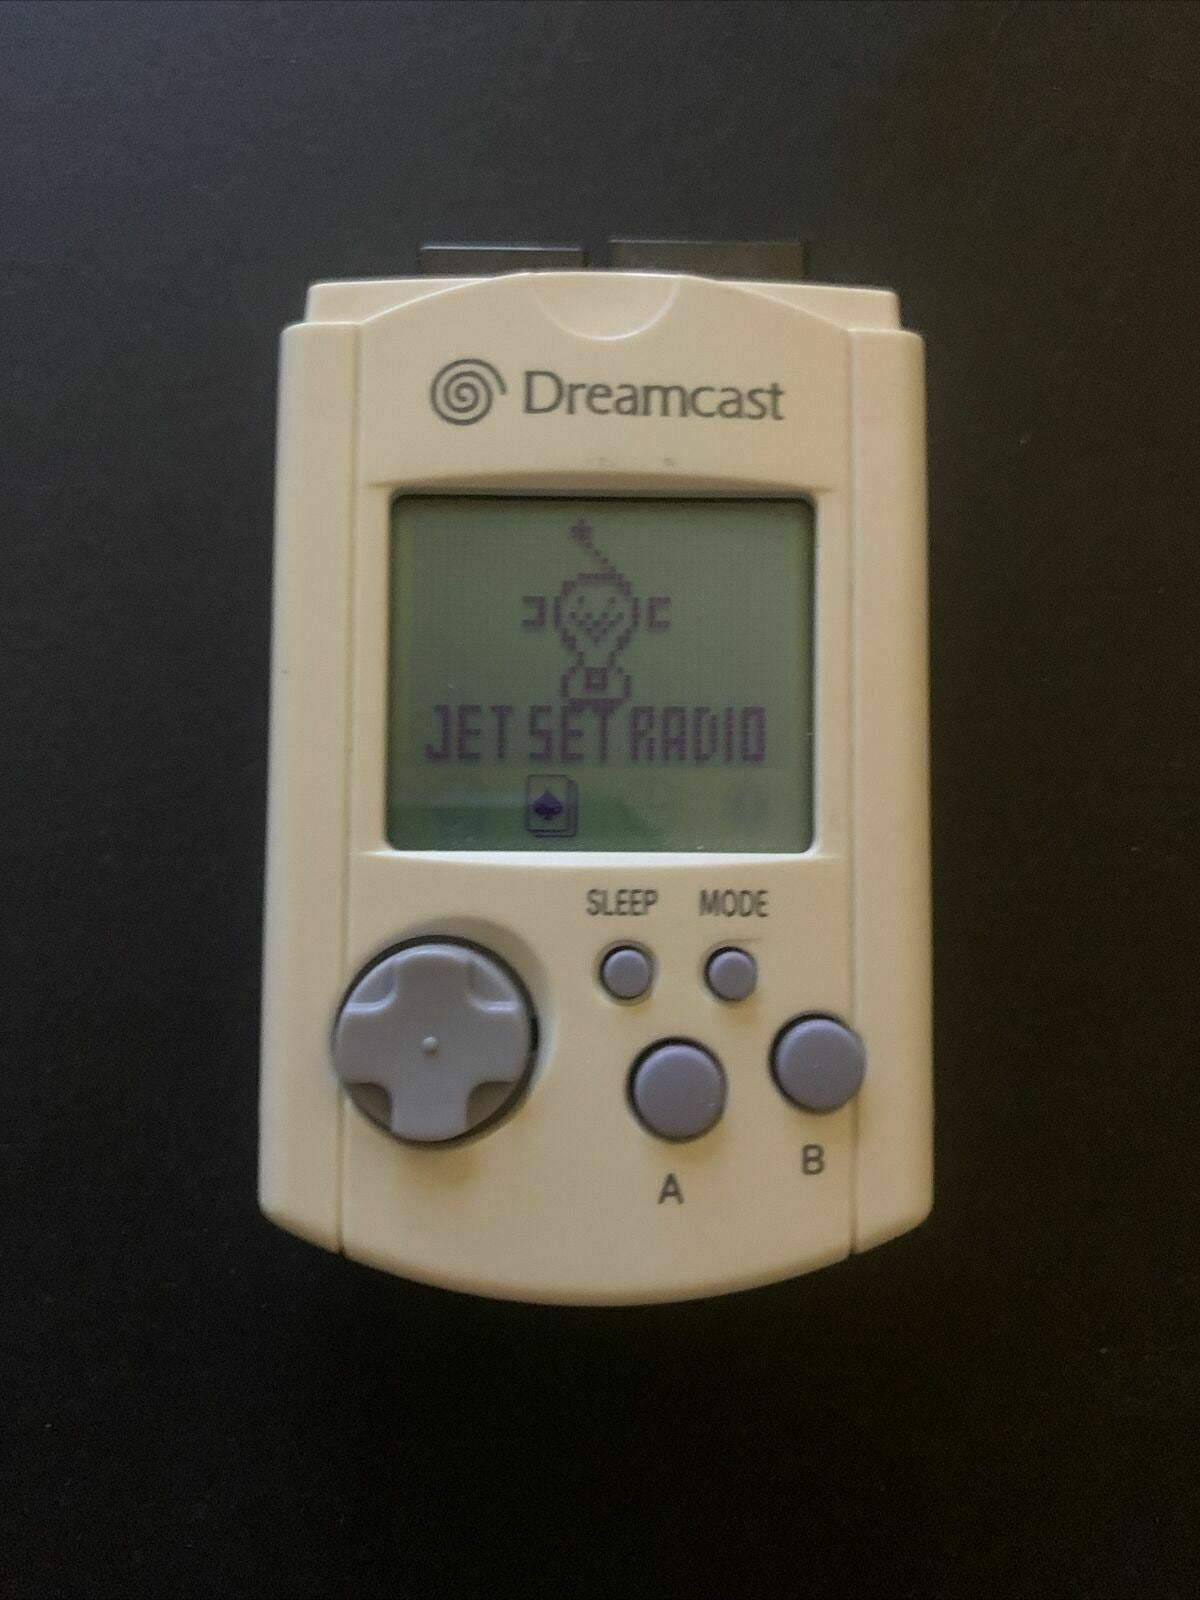 Dreamcast
JET SET RADIO
SLEEP MODE
A
B